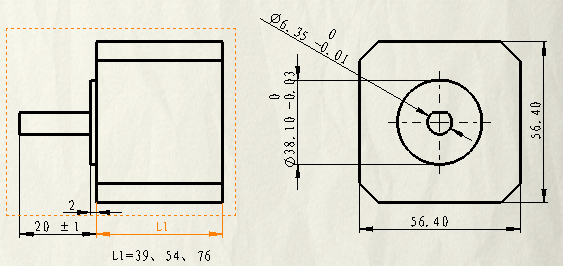 Ø6.35 0 -0.01
Ø38.10 0 -0.03
56.40
2
20 ±1
L1
56.40
L1=39、54、76